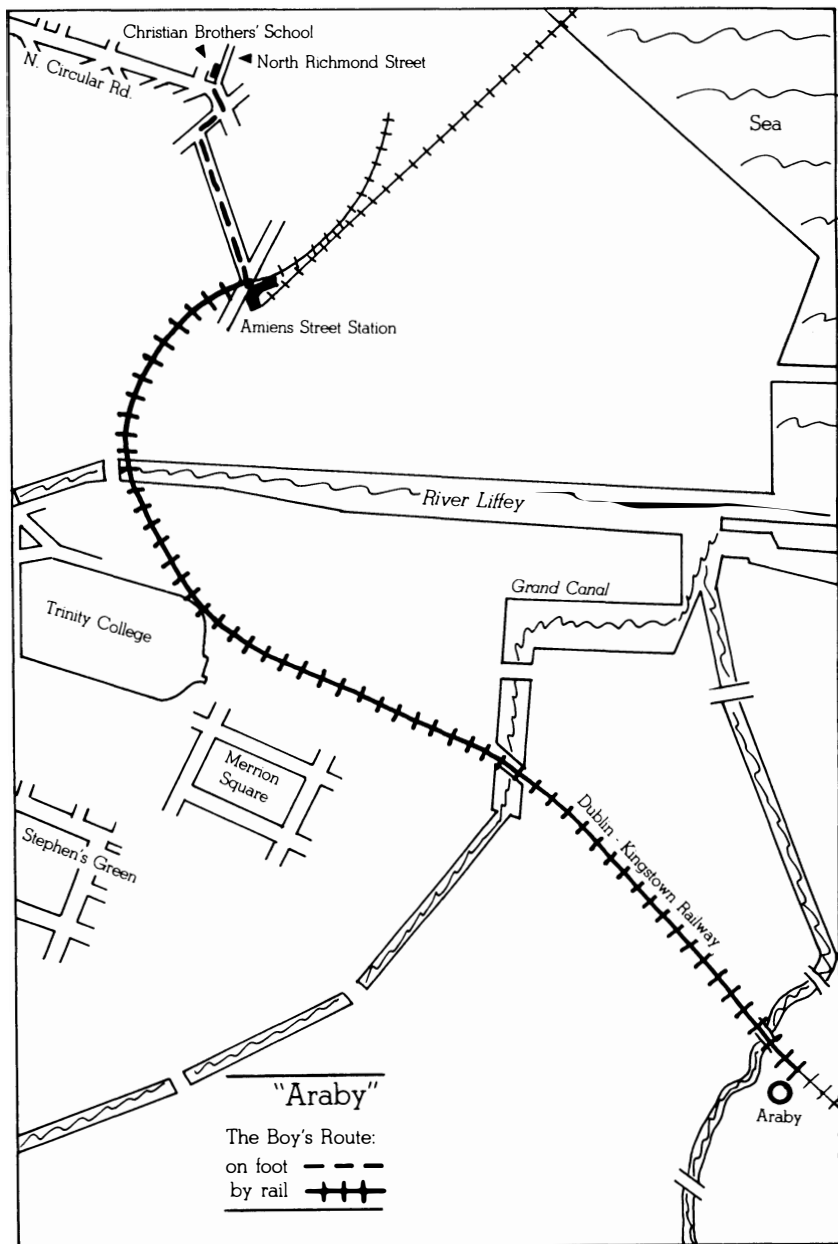 Christian Brothers' School
North Richmond Street
N. Circular Rd.
Sea
Amiens Street Station
River Liffey
Grand Canal
Trinity College
Merrion
Square
Stephen's Green
Dublin - Kingstown Railway
Araby
"Araby"
The Boy's Route:
on foot
by rail